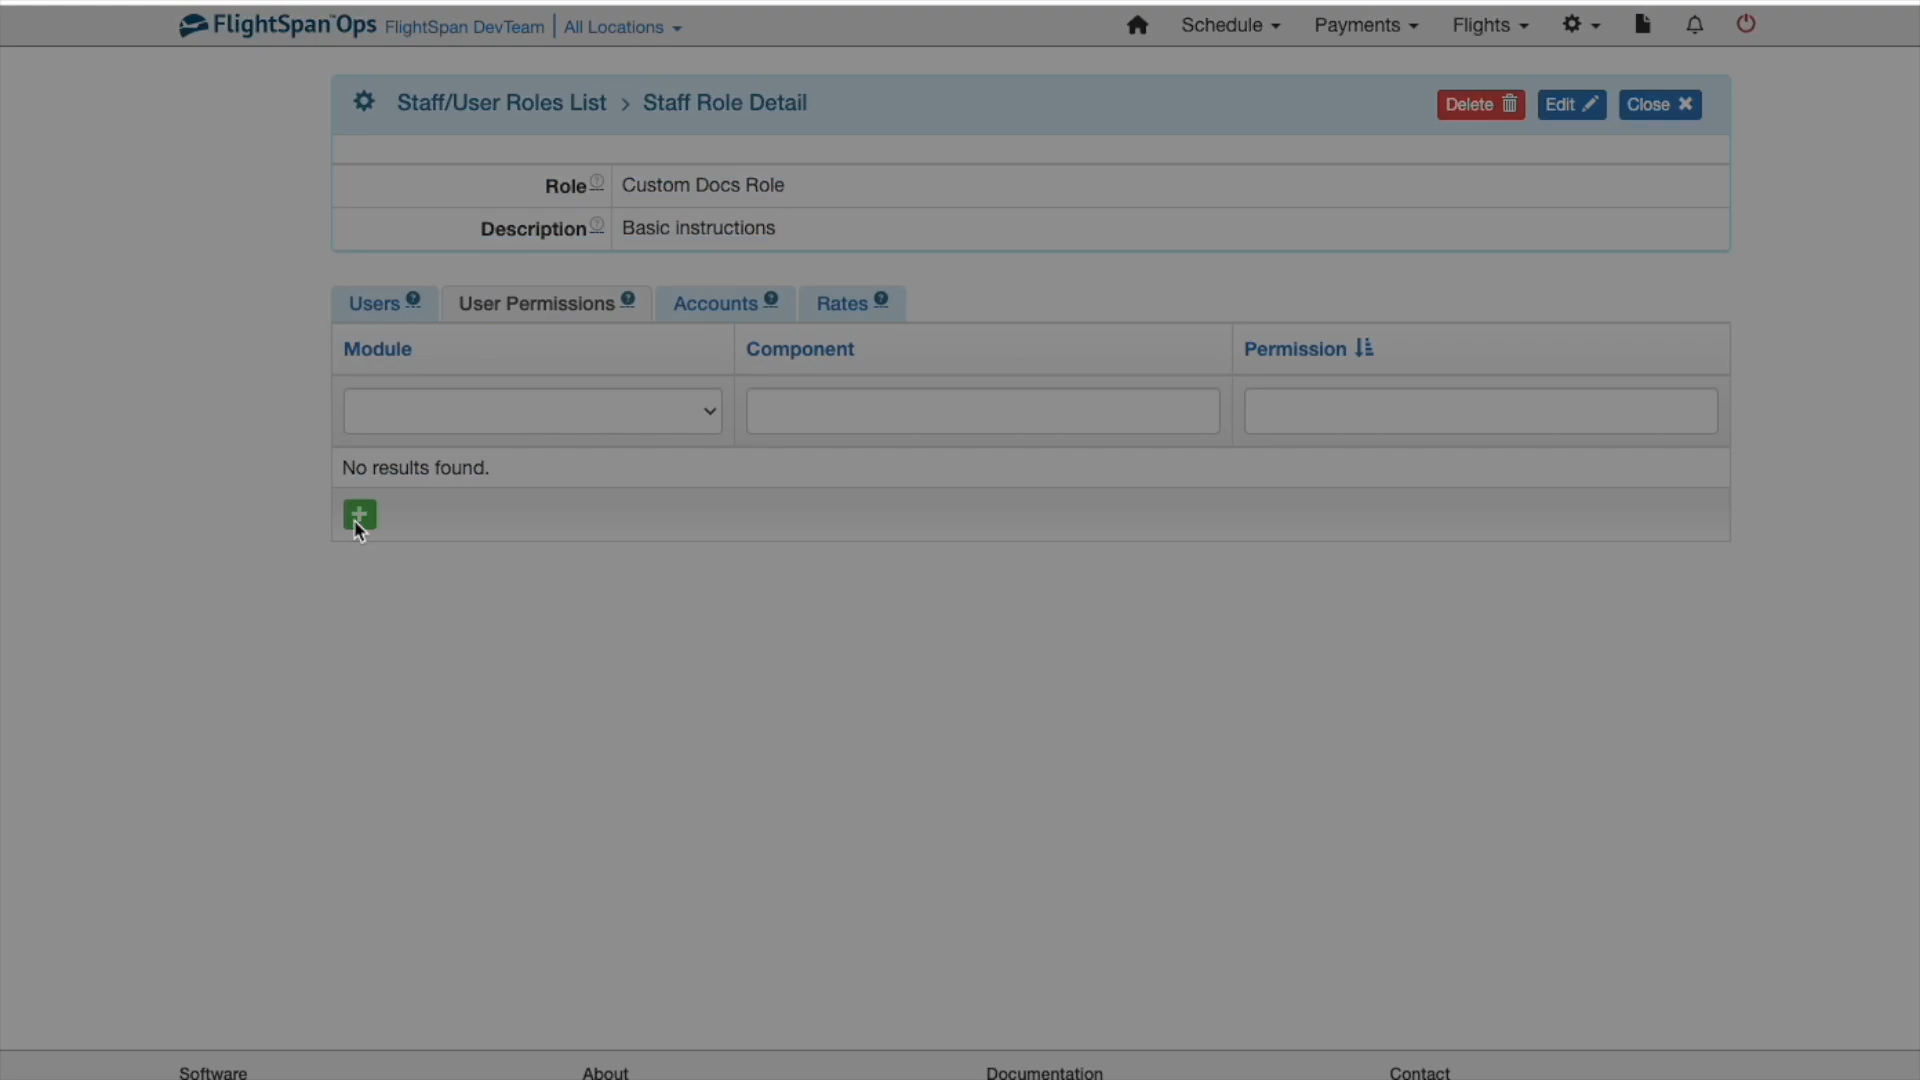 FlightSpan Ops FlightSpan DevTeam All Locations Schedule Payments Flights
Staff/User Roles List > Staff Role Detail Delete Edit Close
Role Custom Docs Role
Description Basic instructions
Users User Permissions Accounts Rates
Module Component Permission
No results found.
Software About Documentation Contact